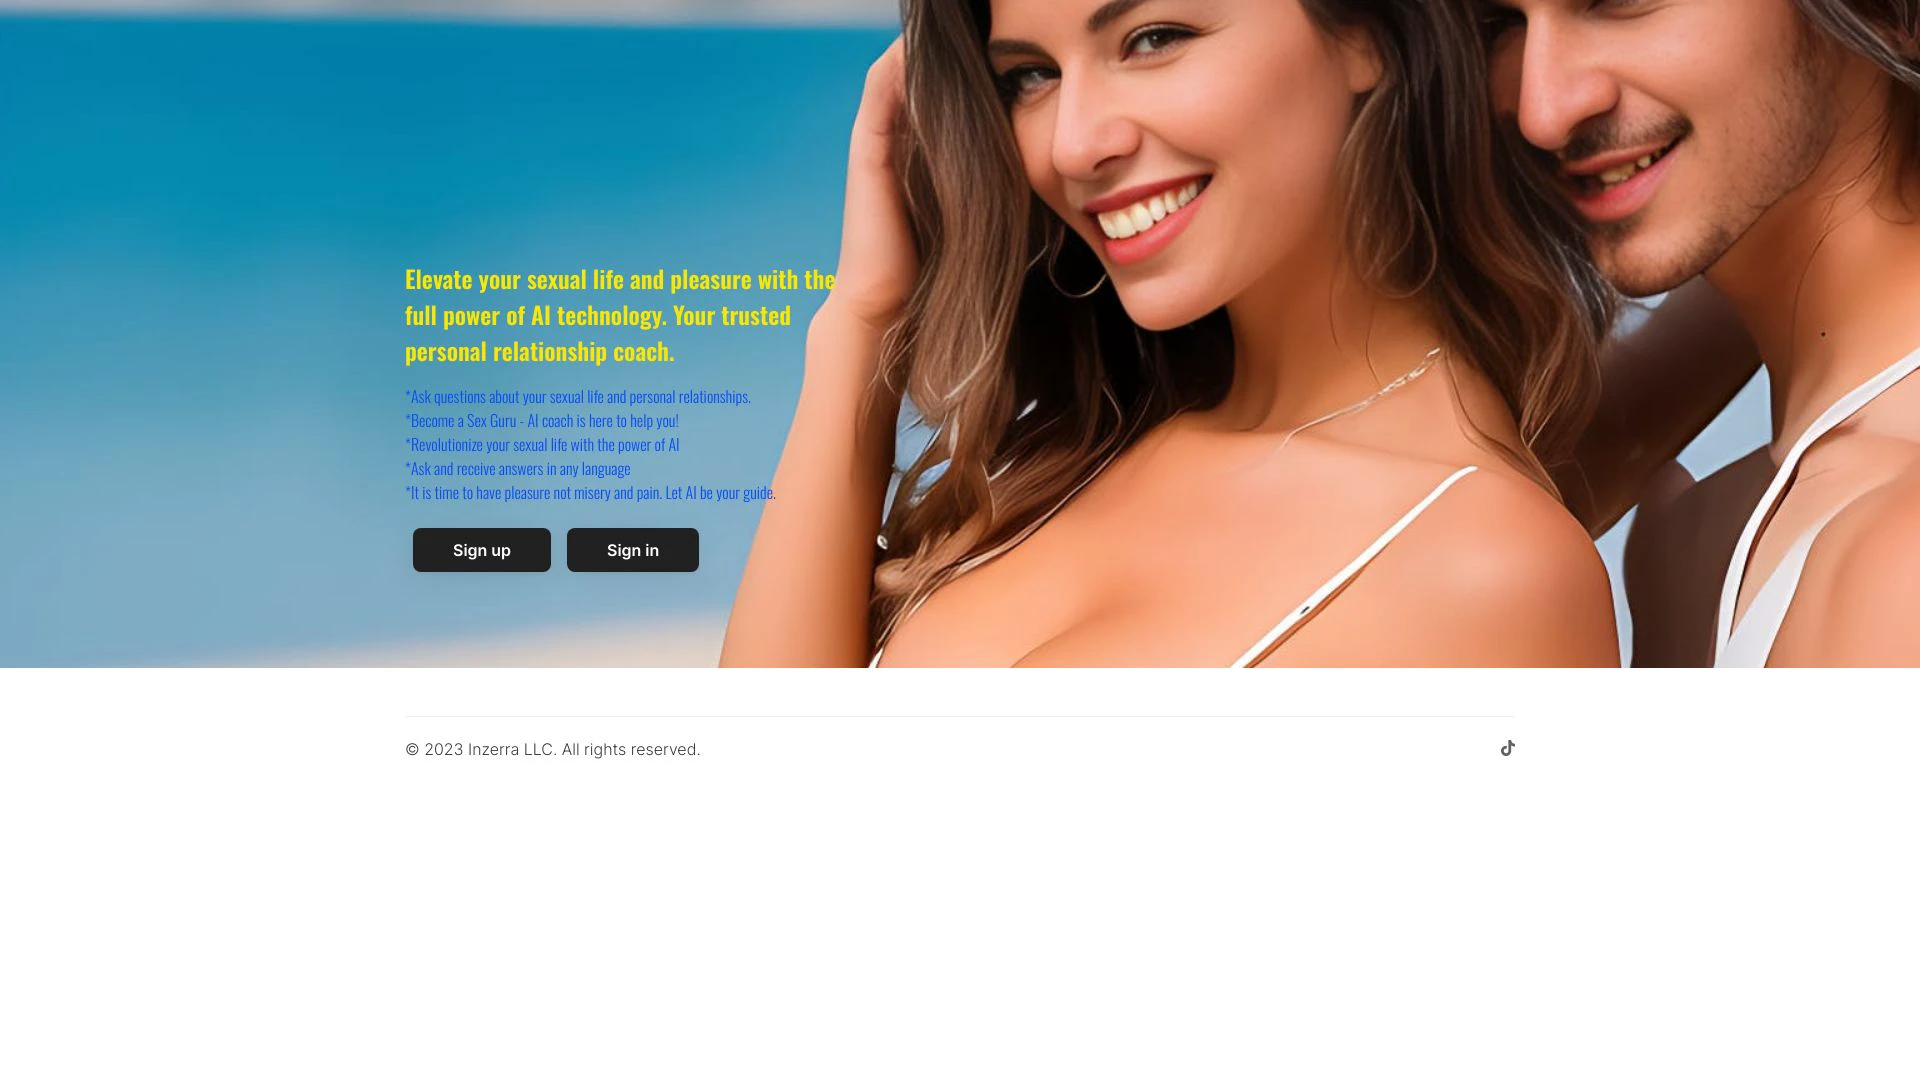 Elevate your sexual life and pleasure with the
full power of AI technology. Your trusted
personal relationship coach.
*Ask questions about your sexual life and personal relationships.
*Become a Sex Guru - AI coach is here to help you!
*Revolutionize your sexual life with the power of AI
*Ask and receive answers in any language
*It is time to have pleasure not misery and pain. Let AI be your guide.
Sign up Sign in
© 2023 Inzerra LLC. All rights reserved.